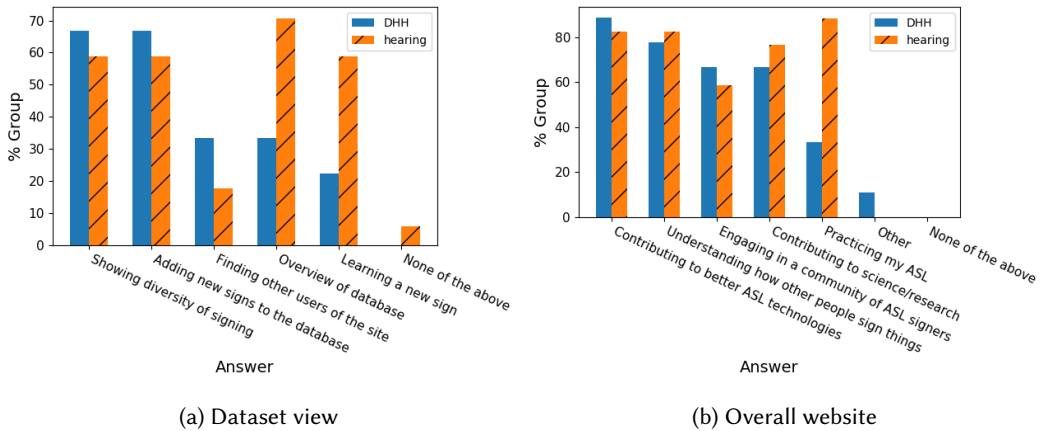 70
60
50
40
30
20
10
0
% Group
DHH
hearing
Showing diversity of signing
Adding new signs to the database
Finding other users of the site
Overview of database
Learning a new sign
None of the above
Answer
(a) Dataset view
80
60
40
20
0
% Group
DHH
hearing
Contributing to better ASL technologies
Understanding how other people sign things
Engaging in a community of ASL signers
Contributing to science/research
Practicing my ASL
Other
None of the above
Answer
(b) Overall website